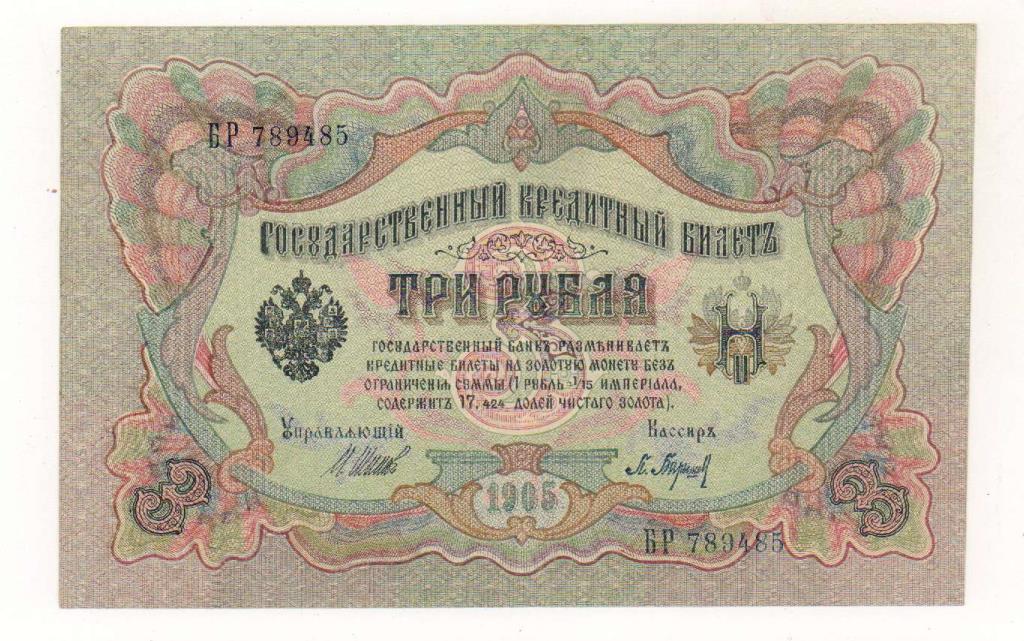 БР 789485
ГОСУДАРСТВЕННЫЙ КРЕДИТНЫЙ БИЛЕТЪ
ТРИ РУБЛЯ
ГОСУДАРСТВЕННЫЙ БАНКЪ РАЗМѢНИВАЕТЪ
КРЕДИТНЫЕ БИЛЕТЫ НА ЗОЛОТУЮ МОНЕТУ БЕЗЪ
ОГРАНИЧЕНІЯ СУММЫ (1 РУБЛЬ = 1/15 ИМПЕРІАЛА,
СОДЕРЖИТЪ 17,424 ДОЛЕЙ ЧИСТАГО ЗОЛОТА).
Управляющій
Кассиръ
И. Шипов
3
1905
3
БР 789485